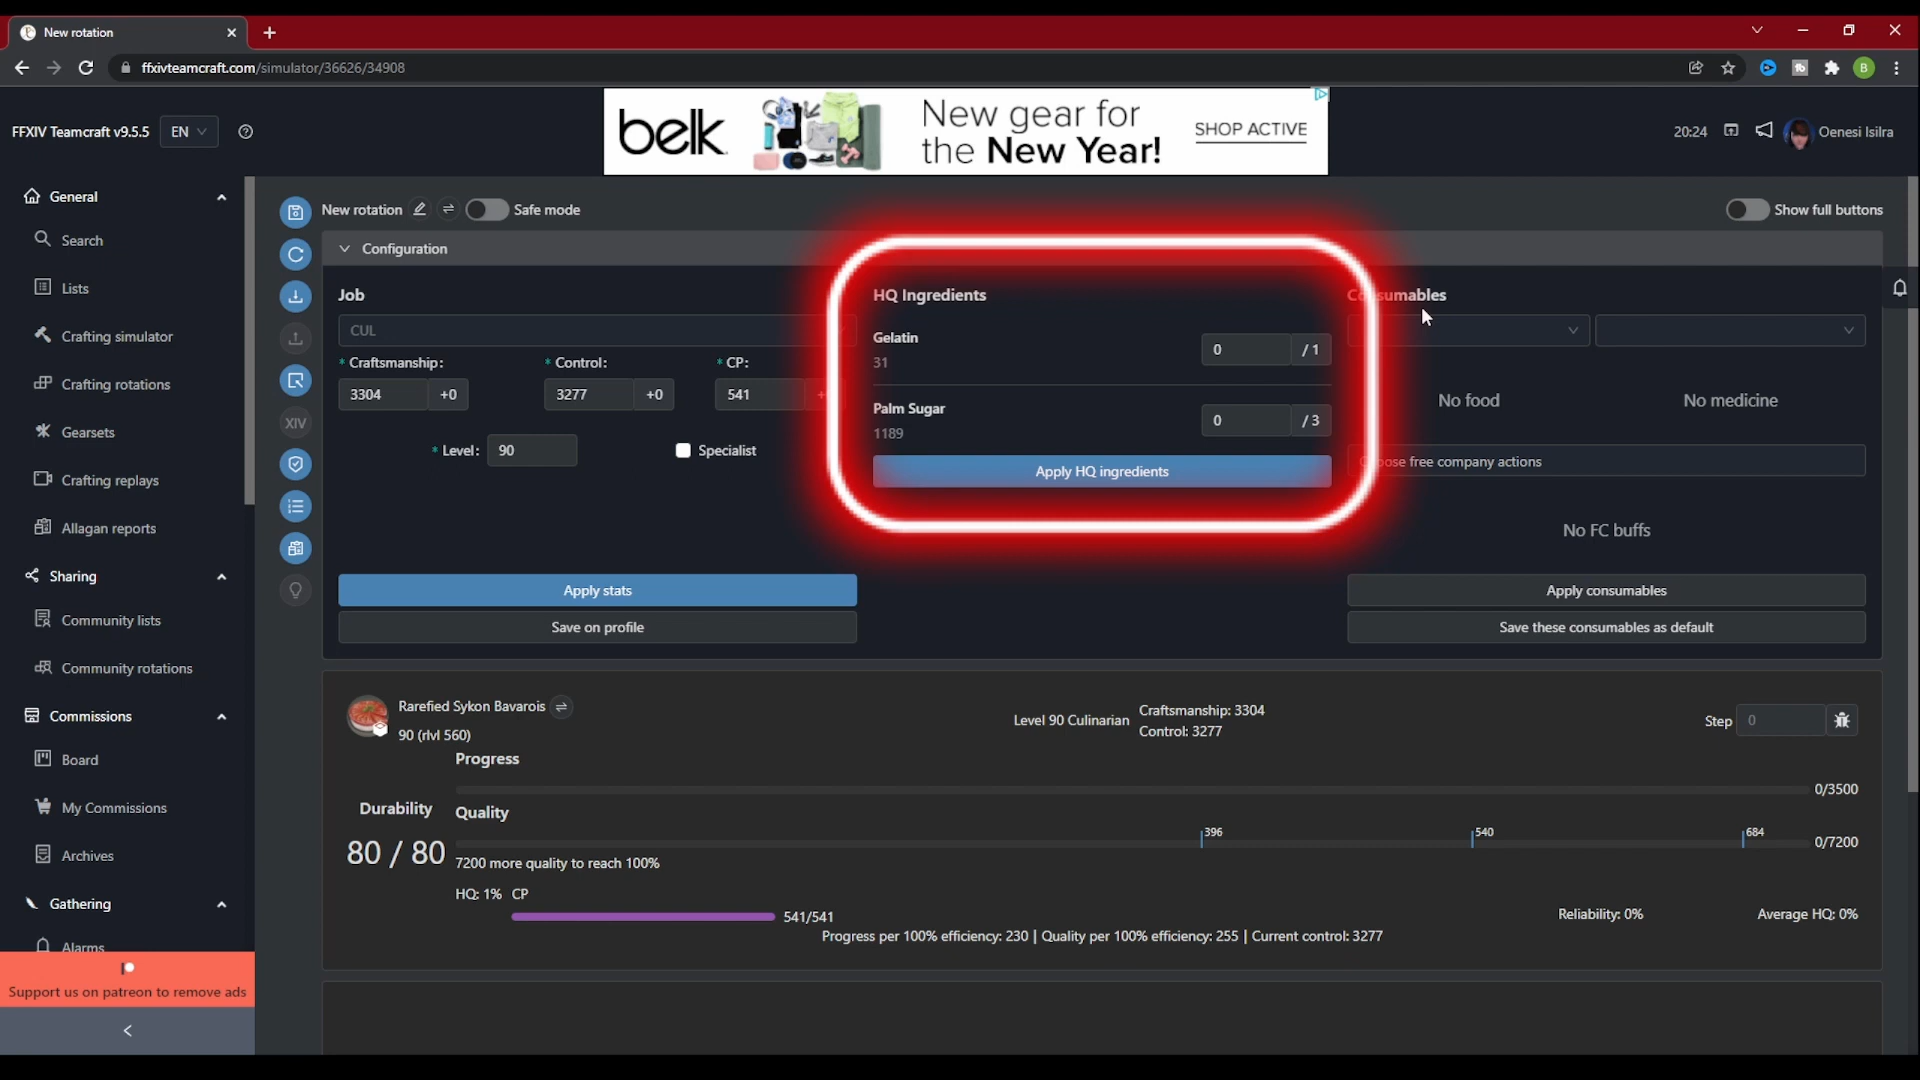 New rotation
ffxivteamcraft.com/simulator/36626/34908
B
FFXIV Teamcraft v9.5.5
EN
belk
New gear for
the New Year!
SHOP ACTIVE
20:24
Oenesi Isilra
General
Search
Lists
Crafting simulator
Crafting rotations
Gearsets
Crafting replays
Allagan reports
Sharing
Community lists
Community rotations
Commissions
Board
My Commissions
Archives
Gathering
Alarms
Support us on patreon to remove ads
XIV
New rotation
Safe mode
Show full buttons
Configuration
Job
CUL
* Craftsmanship:
3304 +0
* Control:
3277 +0
* CP:
541
* Level: 90
Specialist
Apply stats
Save on profile
HQ Ingredients
Gelatin
31
0 / 1
Palm Sugar
1189
0 / 3
Apply HQ ingredients
No food
No medicine
free company actions
No FC buffs
Apply consumables
Save these consumables as default
Rarefied Sykon Bavarois
90 (rlvl 560)
Level 90 Culinarian
Craftsmanship: 3304
Control: 3277
Step 0
Progress
0/3500
Durability
80 / 80
Quality
396
540
684
0/7200
7200 more quality to reach 100%
HQ: 1% CP
541/541
Reliability: 0%
Average HQ: 0%
Progress per 100% efficiency: 230 | Quality per 100% efficiency: 255 | Current control: 3277